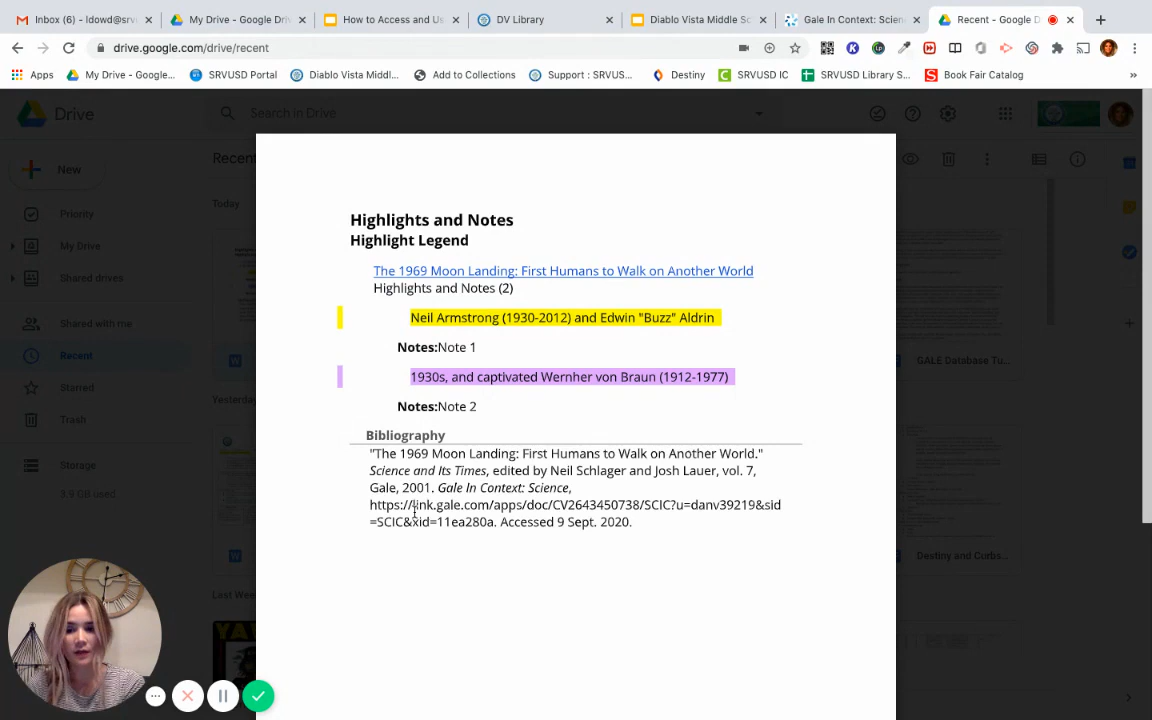 Inbox (6) - ldowd@srv
My Drive - Google Dri
How to Access and Us
DV Library
Diablo Vista Middle Sc
Gale In Context: Scien
Recent - Google D
drive.google.com/drive/recent
Apps
My Drive - Google...
SRVUSD Portal
Diablo Vista Middl...
Add to Collections
Support : SRVUS...
Destiny
SRVUSD IC
SRVUSD Library S...
Book Fair Catalog
»
Drive
Search in Drive
New
Recent
Today
Priority
My Drive
Shared drives
Shared with me
Recent
Starred
Trash
Storage
3.9 GB used
Yesterday
Last Wee
Highlights and Notes
Highlight Legend
The 1969 Moon Landing: First Humans to Walk on Another World
Highlights and Notes (2)
Neil Armstrong (1930-2012) and Edwin "Buzz" Aldrin
Notes:Note 1
1930s, and captivated Wernher von Braun (1912-1977)
Notes:Note 2
Bibliography
"The 1969 Moon Landing: First Humans to Walk on Another World."
Science and Its Times, edited by Neil Schlager and Josh Lauer, vol. 7,
Gale, 2001. Gale In Context: Science,
https://link.gale.com/apps/doc/CV2643450738/SCIC?u=danv39219&sid
=SCIC&xid=11ea280a. Accessed 9 Sept. 2020.
GALE Database Tu...
Destiny and Curbs...